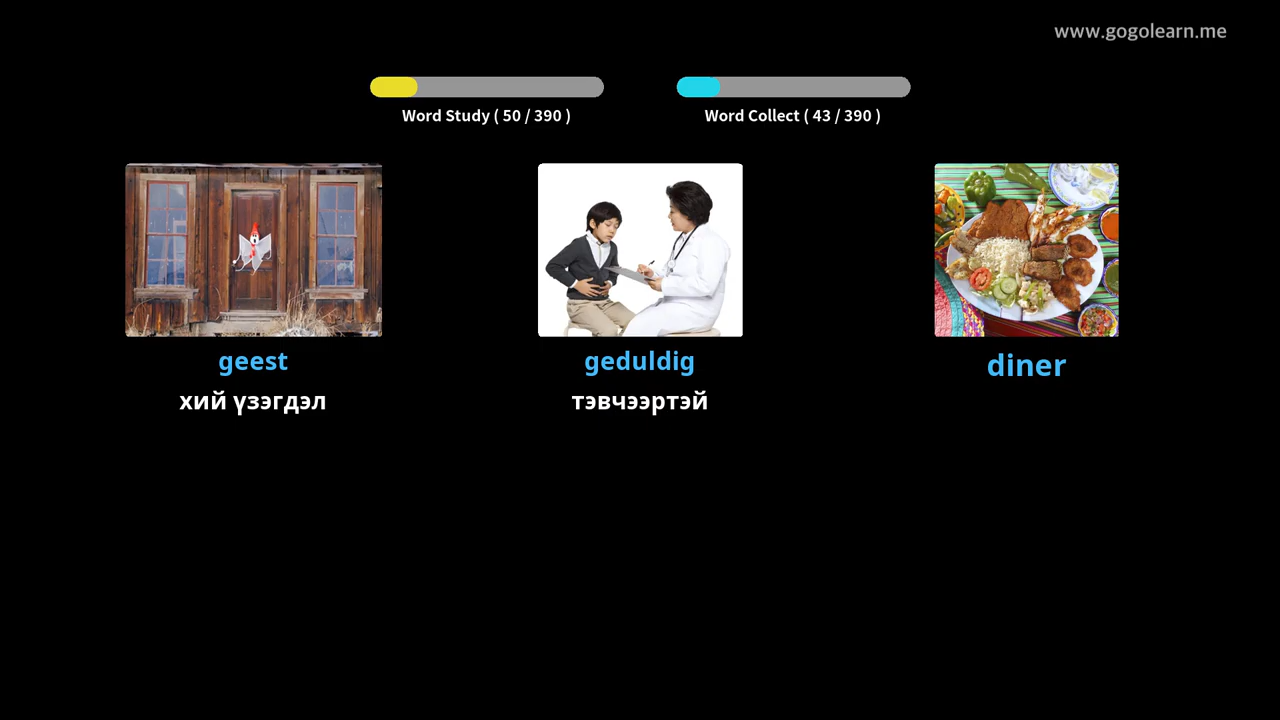 www.gogolearn.me
Word Study ( 50 / 390 )
Word Collect ( 43 / 390 )
geest
хий үзэгдэл
geduldig
тэвчээртэй
diner